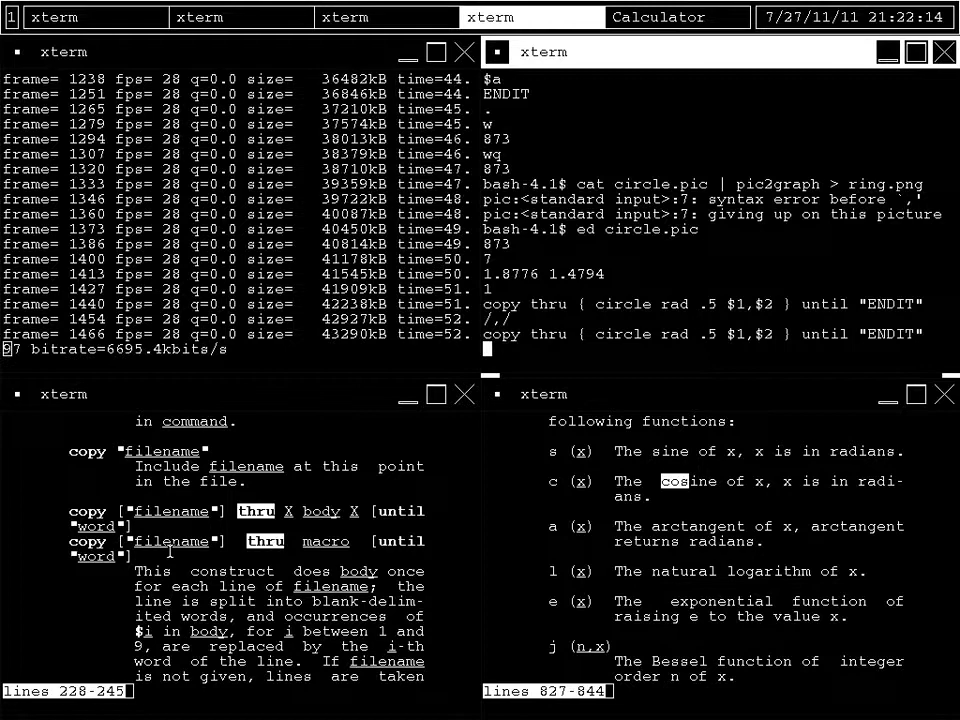 1 xterm xterm xterm xterm Calculator 7/27/11/11 21:22:14
xterm
frame= 1238 fps= 28 q=0.0 size= 36482kB time=44.
frame= 1251 fps= 28 q=0.0 size= 36846kB time=44.
frame= 1265 fps= 28 q=0.0 size= 37210kB time=45.
frame= 1279 fps= 28 q=0.0 size= 37574kB time=45.
frame= 1294 fps= 28 q=0.0 size= 38013kB time=46.
frame= 1307 fps= 28 q=0.0 size= 38379kB time=46.
frame= 1320 fps= 28 q=0.0 size= 38710kB time=47.
frame= 1333 fps= 28 q=0.0 size= 39359kB time=47.
frame= 1346 fps= 28 q=0.0 size= 39722kB time=48.
frame= 1360 fps= 28 q=0.0 size= 40087kB time=48.
frame= 1373 fps= 28 q=0.0 size= 40450kB time=49.
frame= 1386 fps= 28 q=0.0 size= 40814kB time=49.
frame= 1400 fps= 28 q=0.0 size= 41178kB time=50.
frame= 1413 fps= 28 q=0.0 size= 41545kB time=50.
frame= 1427 fps= 28 q=0.0 size= 41909kB time=51.
frame= 1440 fps= 28 q=0.0 size= 42238kB time=51.
frame= 1454 fps= 28 q=0.0 size= 42927kB time=52.
frame= 1466 fps= 28 q=0.0 size= 43290kB time=52.
97 bitrate=6695.4kbits/s
xterm
$a
ENDIT
.
w
873
wq
873
bash-4.1$ cat circle.pic | pic2graph > ring.png
pic:<standard input>:7: syntax error before `,'
pic:<standard input>:7: giving up on this picture
bash-4.1$ ed circle.pic
873
7
1.8776 1.4794
1
copy thru { circle rad .5 $1,$2 } until "ENDIT"
/,/
copy thru { circle rad .5 $1,$2 } until "ENDIT"
xterm
in command.
copy "filename"
Include filename at this point
in the file.
copy ["filename"] thru X body X [until
"word"]
copy ["filename"] thru macro [until
"word"]
This construct does body once
for each line of filename; the
line is split into blank-delim-
ited words, and occurrences of
$i in body, for i between 1 and
9, are replaced by the i-th
word of the line. If filename
is not given, lines are taken
lines 228-245
xterm
following functions:
s (x) The sine of x, x is in radians.
c (x) The cosine of x, x is in radi-
ans.
a (x) The arctangent of x, arctangent
returns radians.
l (x) The natural logarithm of x.
e (x) The exponential function of
raising e to the value x.
j (n,x)
The Bessel function of integer
order n of x.
lines 827-844